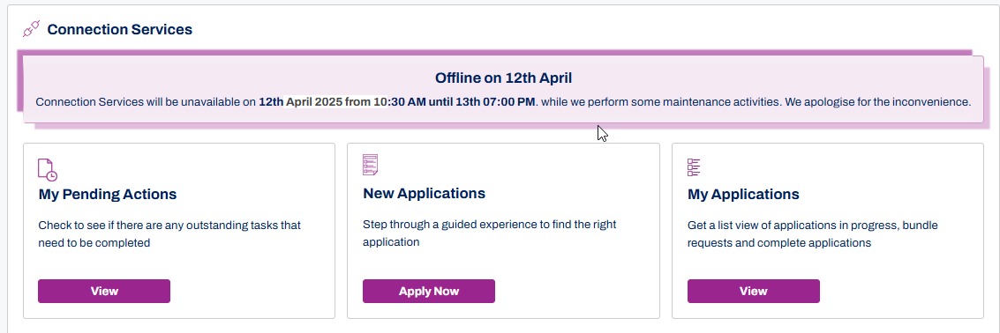 Connection Services
Offline on 12th April
Connection Services will be unavailable on 12th April 2025 from 10:30 AM until 13th 07:00 PM. while we perform some maintenance activities. We apologise for the inconvenience.
My Pending Actions
Check to see if there are any outstanding tasks that
need to be completed
View
New Applications
Step through a guided experience to find the right
application
Apply Now
My Applications
Get a list view of applications in progress, bundle
requests and complete applications
View